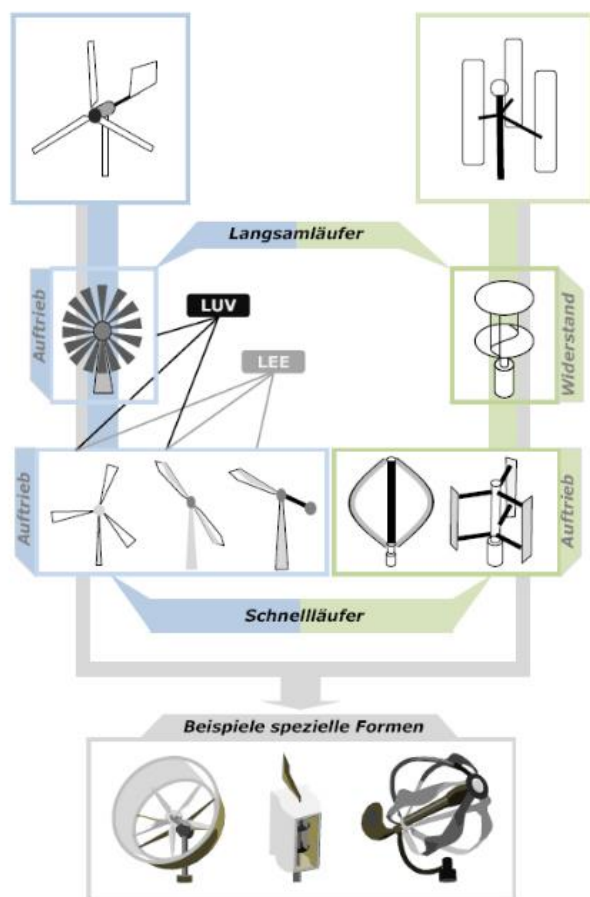 Langsamläufer
Auftrieb
LUV
LEE
Widerstand
Auftrieb
Auftrieb
Schnellläufer
Beispiele spezielle Formen